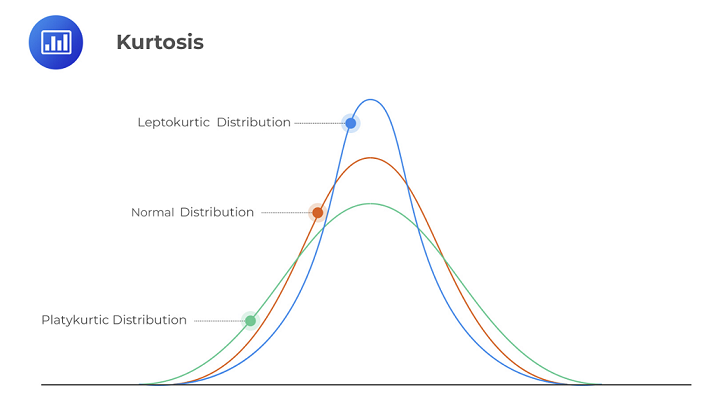 Kurtosis
Leptokurtic Distribution
Normal Distribution
Platykurtic Distribution